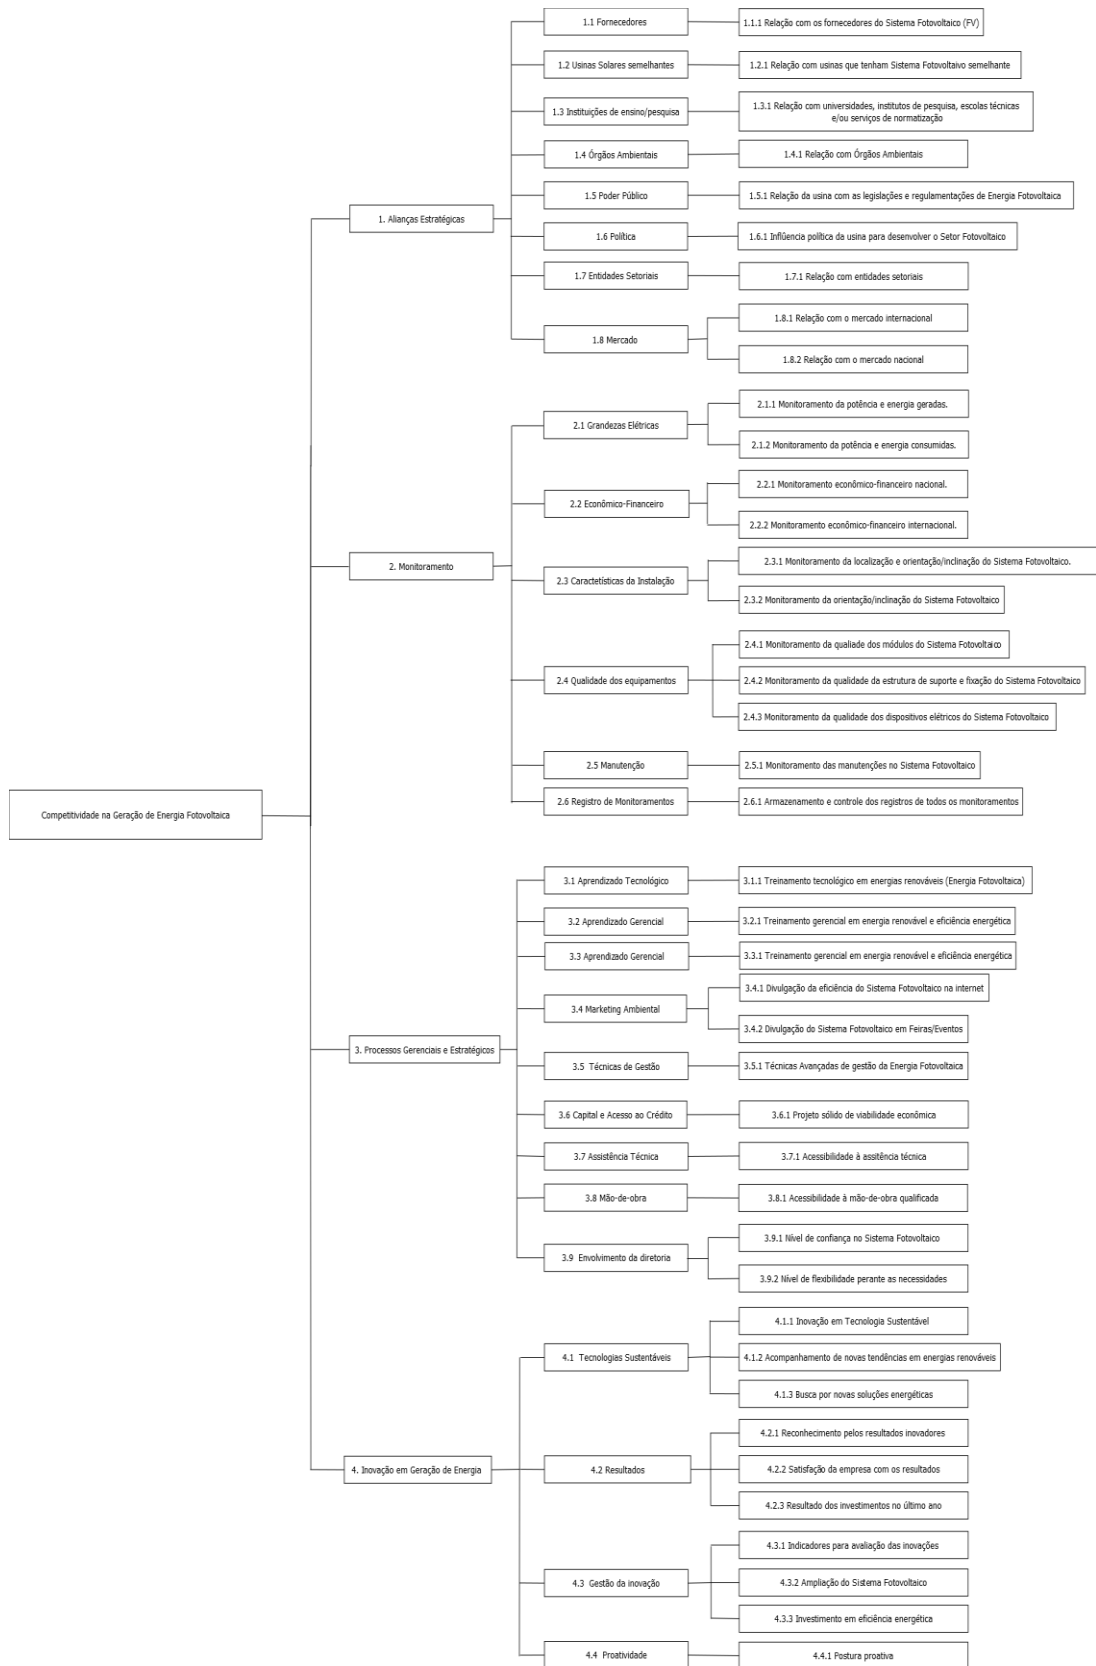 Competitividade na Geração de Energia Fotovoltaica
1. Alianças Estratégicas
1.1 Fornecedores
1.1.1 Relação com os fornecedores do Sistema Fotovoltaico (FV)
1.2 Usinas Solares semelhantes
1.2.1 Relação com usinas que tenham Sistema Fotovoltaivo semelhante
1.3 Instituições de ensino/pesquisa
1.3.1 Relação com universidades, institutos de pesquisa, escolas técnicas
e/ou serviços de normatização
1.4 Órgãos Ambientais
1.4.1 Relação com Órgãos Ambientais
1.5 Poder Público
1.5.1 Relação da usina com as legislações e regulamentações de Energia Fotovoltaica
1.6 Política
1.6.1 Inflûencia política da usina para desenvolver o Setor Fotovoltaico
1.7 Entidades Setoriais
1.7.1 Relação com entidades setoriais
1.8 Mercado
1.8.1 Relação com o mercado internacional
1.8.2 Relação com o mercado nacional
2. Monitoramento
2.1 Grandezas Elétricas
2.1.1 Monitoramento da potência e energia geradas.
2.1.2 Monitoramento da potência e energia consumidas.
2.2 Econômico-Financeiro
2.2.1 Monitoramento econômico-financeiro nacional.
2.2.2 Monitoramento econômico-financeiro internacional.
2.3 Caractetísticas da Instalação
2.3.1 Monitoramento da localização e orientação/inclinação do Sistema Fotovoltaico.
2.3.2 Monitoramento da orientação/inclinação do Sistema Fotovoltaico
2.4 Qualidade dos equipamentos
2.4.1 Monitoramento da qualiade dos módulos do Sistema Fotovoltaico
2.4.2 Monitoramento da qualidade da estrutura de suporte e fixação do Sistema Fotovoltaico
2.4.3 Monitoramento da qualidade dos dispositivos elétricos do Sistema Fotovoltaico
2.5 Manutenção
2.5.1 Monitoramento das manutenções no Sistema Fotovoltaico
2.6 Registro de Monitoramentos
2.6.1 Armazenamento e controle dos registros de todos os monitoramentos
3. Processos Gerenciais e Estratégicos
3.1 Aprendizado Tecnológico
3.1.1 Treinamento tecnológico em energias renováveis (Energia Fotovoltaica)
3.2 Aprendizado Gerencial
3.2.1 Treinamento gerencial em energia renovável e eficiência energética
3.3 Aprendizado Gerencial
3.3.1 Treinamento gerencial em energia renovável e eficiência energética
3.4 Marketing Ambiental
3.4.1 Divulgação da eficiência do Sistema Fotovoltaico na internet
3.4.2 Divulgação do Sistema Fotovoltaico em Feiras/Eventos
3.5 Técnicas de Gestão
3.5.1 Técnicas Avançadas de gestão da Energia Fotovoltaica
3.6 Capital e Acesso ao Crédito
3.6.1 Projeto sólido de viabilidade econômica
3.7 Assistência Técnica
3.7.1 Acessibilidade à assitência técnica
3.8 Mão-de-obra
3.8.1 Acessibilidade à mão-de-obra qualificada
3.9 Envolvimento da diretoria
3.9.1 Nível de confiança no Sistema Fotovoltaico
3.9.2 Nível de flexibilidade perante as necessidades
4. Inovação em Geração de Energia
4.1 Tecnologias Sustentáveis
4.1.1 Inovação em Tecnologia Sustentável
4.1.2 Acompanhamento de novas tendências em energias renováveis
4.1.3 Busca por novas soluções energéticas
4.2 Resultados
4.2.1 Reconhecimento pelos resultados inovadores
4.2.2 Satisfação da empresa com os resultados
4.2.3 Resultado dos investimentos no último ano
4.3 Gestão da inovação
4.3.1 Indicadores para avaliação das inovações
4.3.2 Ampliação do Sistema Fotovoltaico
4.3.3 Investimento em eficiência energética
4.4 Proatividade
4.4.1 Postura proativa